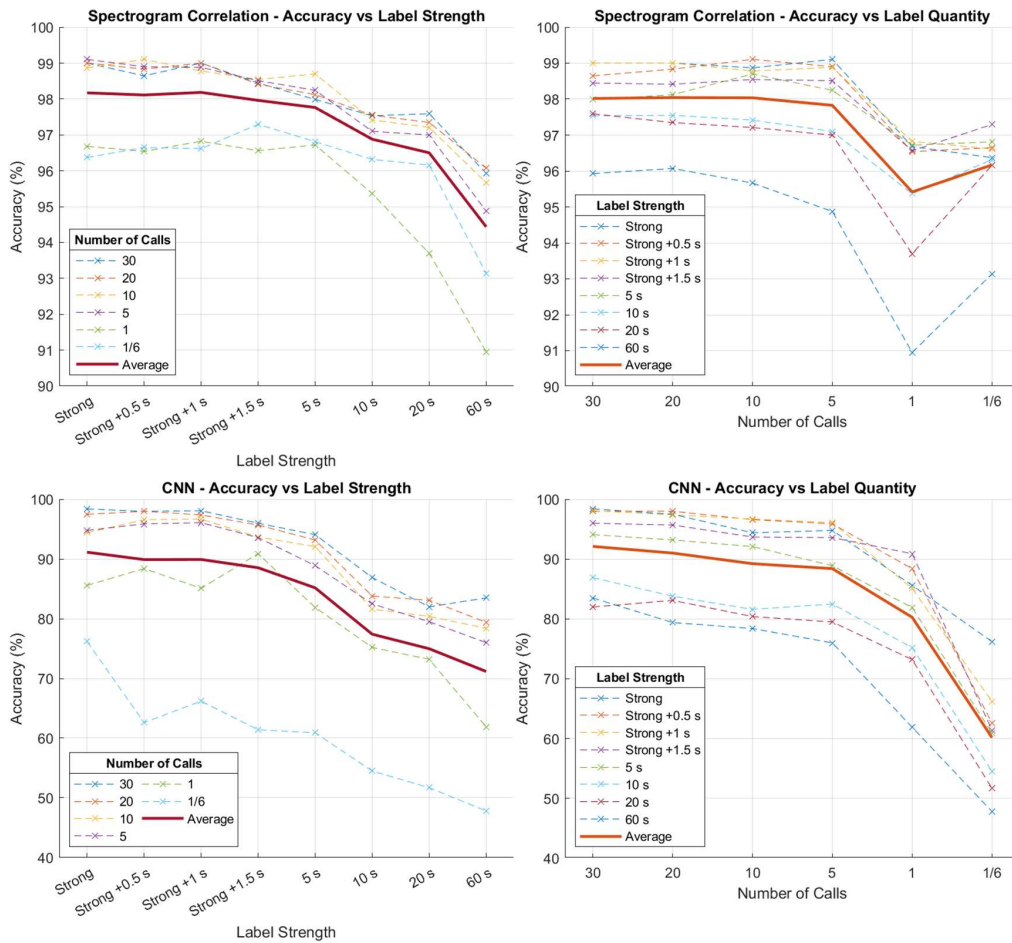 Spectrogram Correlation - Accuracy vs Label Strength
Accuracy (%)
100
99
98
97
96
95
94
93
92
91
90
Number of Calls
30
20
10
5
1
1/6
Average
Strong
Strong +0.5 s
Strong +1 s
Strong +1.5 s
5 s
10 s
20 s
60 s
Label Strength
Spectrogram Correlation - Accuracy vs Label Quantity
Accuracy (%)
100
99
98
97
96
95
94
93
92
91
90
Label Strength
Strong
Strong +0.5 s
Strong +1 s
Strong +1.5 s
5 s
10 s
20 s
60 s
Average
30
20
10
5
1
1/6
Number of Calls
CNN - Accuracy vs Label Strength
Accuracy (%)
100
90
80
70
60
50
40
Number of Calls
30
20
10
5
1
1/6
Average
Strong
Strong +0.5 s
Strong +1 s
Strong +1.5 s
5 s
10 s
20 s
60 s
Label Strength
CNN - Accuracy vs Label Quantity
Accuracy (%)
100
90
80
70
60
50
40
Label Strength
Strong
Strong +0.5 s
Strong +1 s
Strong +1.5 s
5 s
10 s
20 s
60 s
Average
30
20
10
5
1
1/6
Number of Calls